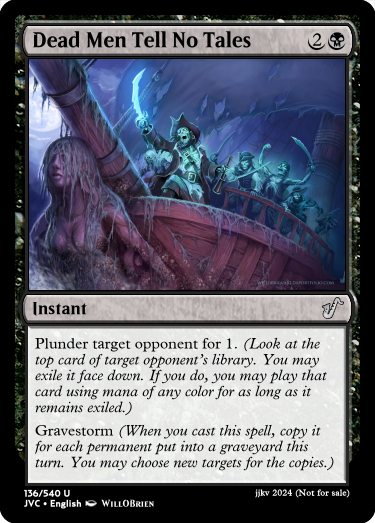 Dead Men Tell No Tales 2
Instant
Plunder target opponent for 1. (Look at the
top card of target opponent's library. You may
exile it face down. If you do, you may play that
card using mana of any color for as long as it
remains exiled.)
Gravestorm (When you cast this spell, copy it
for each permanent put into a graveyard this
turn. You may choose new targets for the copies.)
136/540 U
JVC • English WillOBrien
jjkv 2024 (Not for sale)